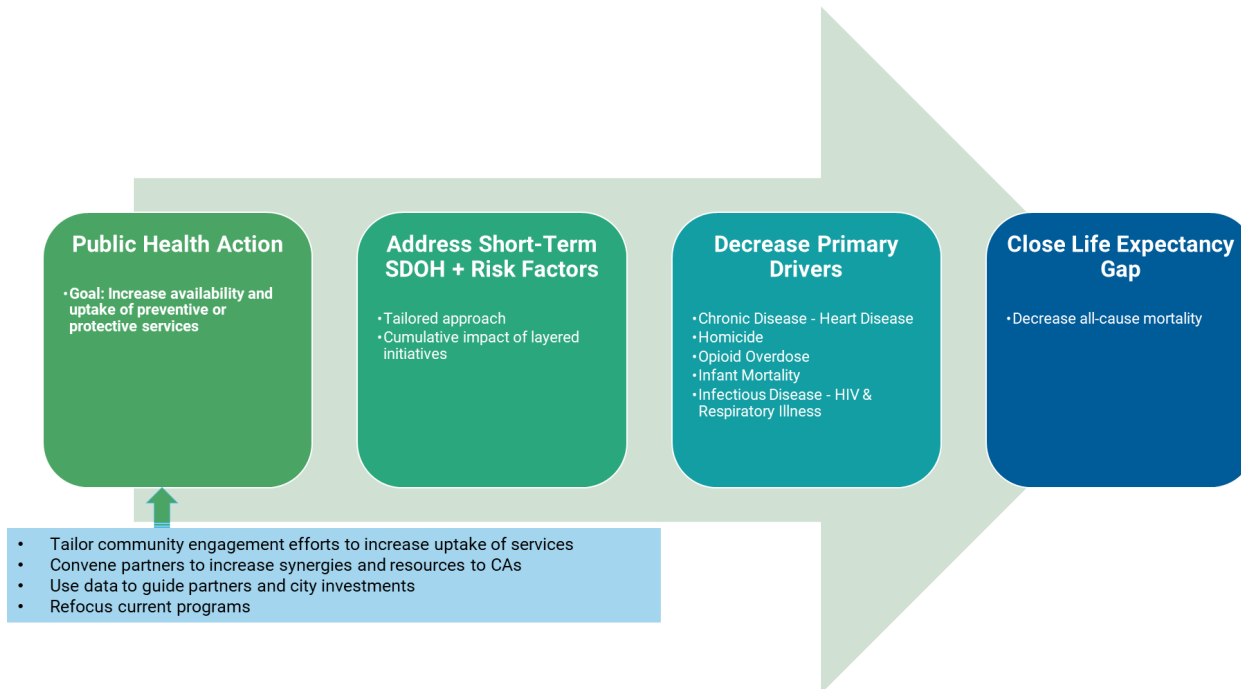 Public Health Action
•Goal: Increase availability and
uptake of preventive or
protective services
Address Short-Term
SDOH + Risk Factors
•Tailored approach
•Cumulative impact of layered
initiatives
Decrease Primary
Drivers
•Chronic Disease - Heart Disease
•Homicide
•Opioid Overdose
•Infant Mortality
•Infectious Disease - HIV &
Respiratory Illness
Close Life Expectancy
Gap
•Decrease all-cause mortality
• Tailor community engagement efforts to increase uptake of services
• Convene partners to increase synergies and resources to CAs
• Use data to guide partners and city investments
• Refocus current programs